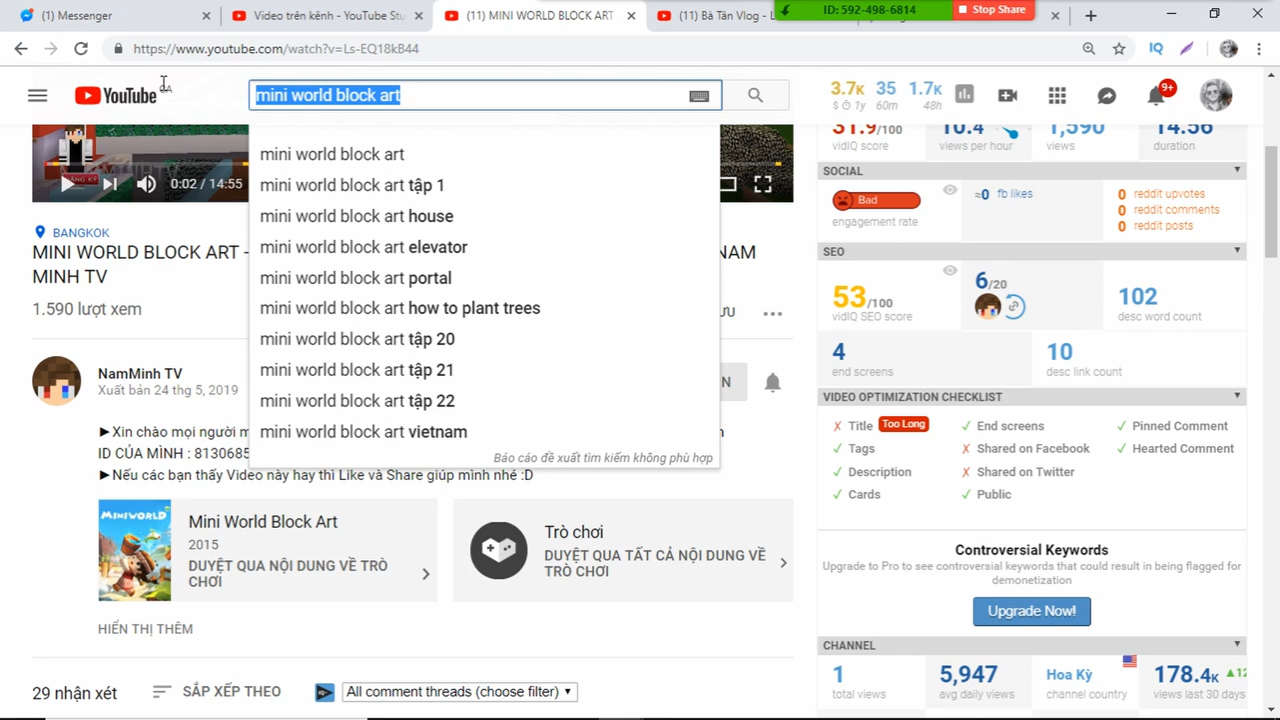 (1) Messenger
Video trên kênh - YouTube Stu
(11) MINI WORLD BLOCK ART
(11) Bà Tân Vlog - L
ID: 592-498-6814
Stop Share
https://www.youtube.com/watch?v=Ls-EQ18kB44
YouTube
mini world block art
3.7K
35
1.7K
1y
60m
48h
9+
mini world block art
mini world block art tập 1
mini world block art house
mini world block art elevator
mini world block art portal
mini world block art how to plant trees
mini world block art tập 20
mini world block art tập 21
mini world block art tập 22
mini world block art vietnam
Báo cáo đề xuất tìm kiếm không phù hợp
0:02 / 14:55
BANGKOK
MINI WORLD BLOCK ART -
NAM
MINH TV
1.590 lượt xem
NamMinh TV
Xuất bản 24 thg 5, 2019
N
►Xin chào mọi người m
ID CỦA MÌNH : 8130685
►Nếu các bạn thấy Video này hay thì Like và Share giúp mình nhé :D
MINIWORLD
Mini World Block Art
2015
DUYỆT QUA NỘI DUNG VỀ TRÒ
CHƠI
Trò chơi
DUYỆT QUA TẤT CẢ NỘI DUNG VỀ
TRÒ CHƠI
HIỂN THỊ THÊM
29 nhận xét
SẮP XẾP THEO
All comment threads (choose filter)
31.9/100
vidIQ score
10.4
views per hour
1,590
views
14:56
duration
SOCIAL
Bad
engagement rate
≈0 fb likes
0 reddit upvotes
0 reddit comments
0 reddit posts
SEO
53/100
vidIQ SEO score
6/20
102
desc word count
4
end screens
10
desc link count
VIDEO OPTIMIZATION CHECKLIST
✗ Title Too Long
✓ End screens
✓ Pinned Comment
✓ Tags
✗ Shared on Facebook
✓ Hearted Comment
✓ Description
✗ Shared on Twitter
✓ Cards
✓ Public
Controversial Keywords
Upgrade to Pro to see controversial keywords that could result in being flagged for
demonetization
Upgrade Now!
CHANNEL
1
total views
5,947
avg daily views
Hoa Kỳ
channel country
178.4K
views last 30 days